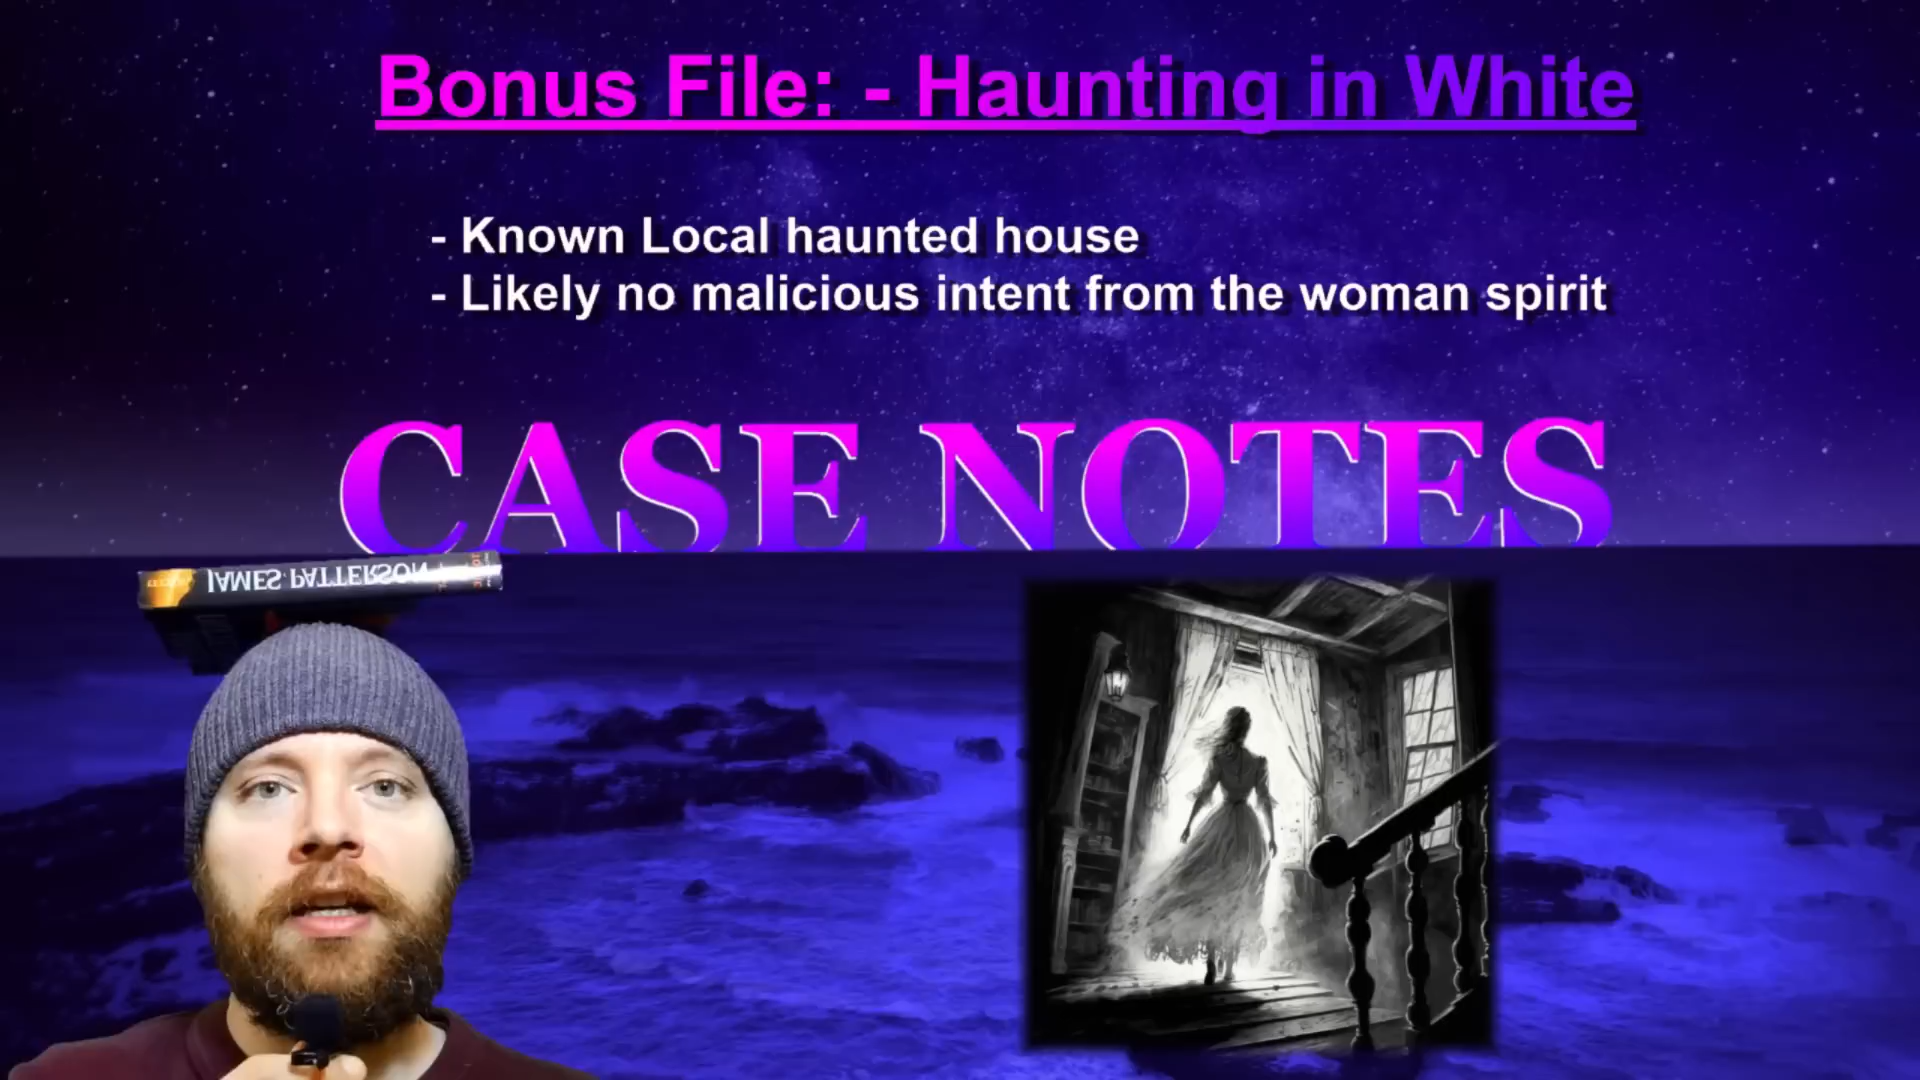 Bonus File: - Haunting in White
- Known Local haunted house
- Likely no malicious intent from the woman spirit
CASE NOTES
JAMES PATTERSON